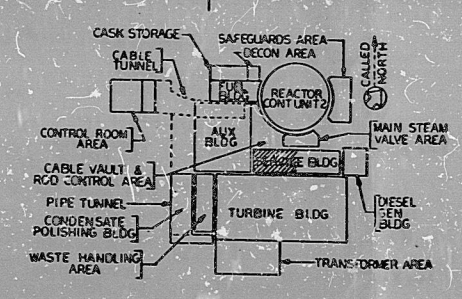 CASK STORAGE
SAFEGUARDS AREA
DECON AREA
CABLE
TUNNEL
CALLED
NORTH
FUEL
BLDG
REACTOR
CONT UNIT 2
CONTROL ROOM
AREA
AUX
BLDG
MAIN STEAM
VALVE AREA
CABLE VAULT &
ROD CONTROL AREA
SERVICE BLDG
PIPE TUNNEL
CONDENSATE
POLISHING BLDG
TURBINE BLDG
DIESEL
GEN
BLDG
WASTE HANDLING
AREA
TRANSFORMER AREA